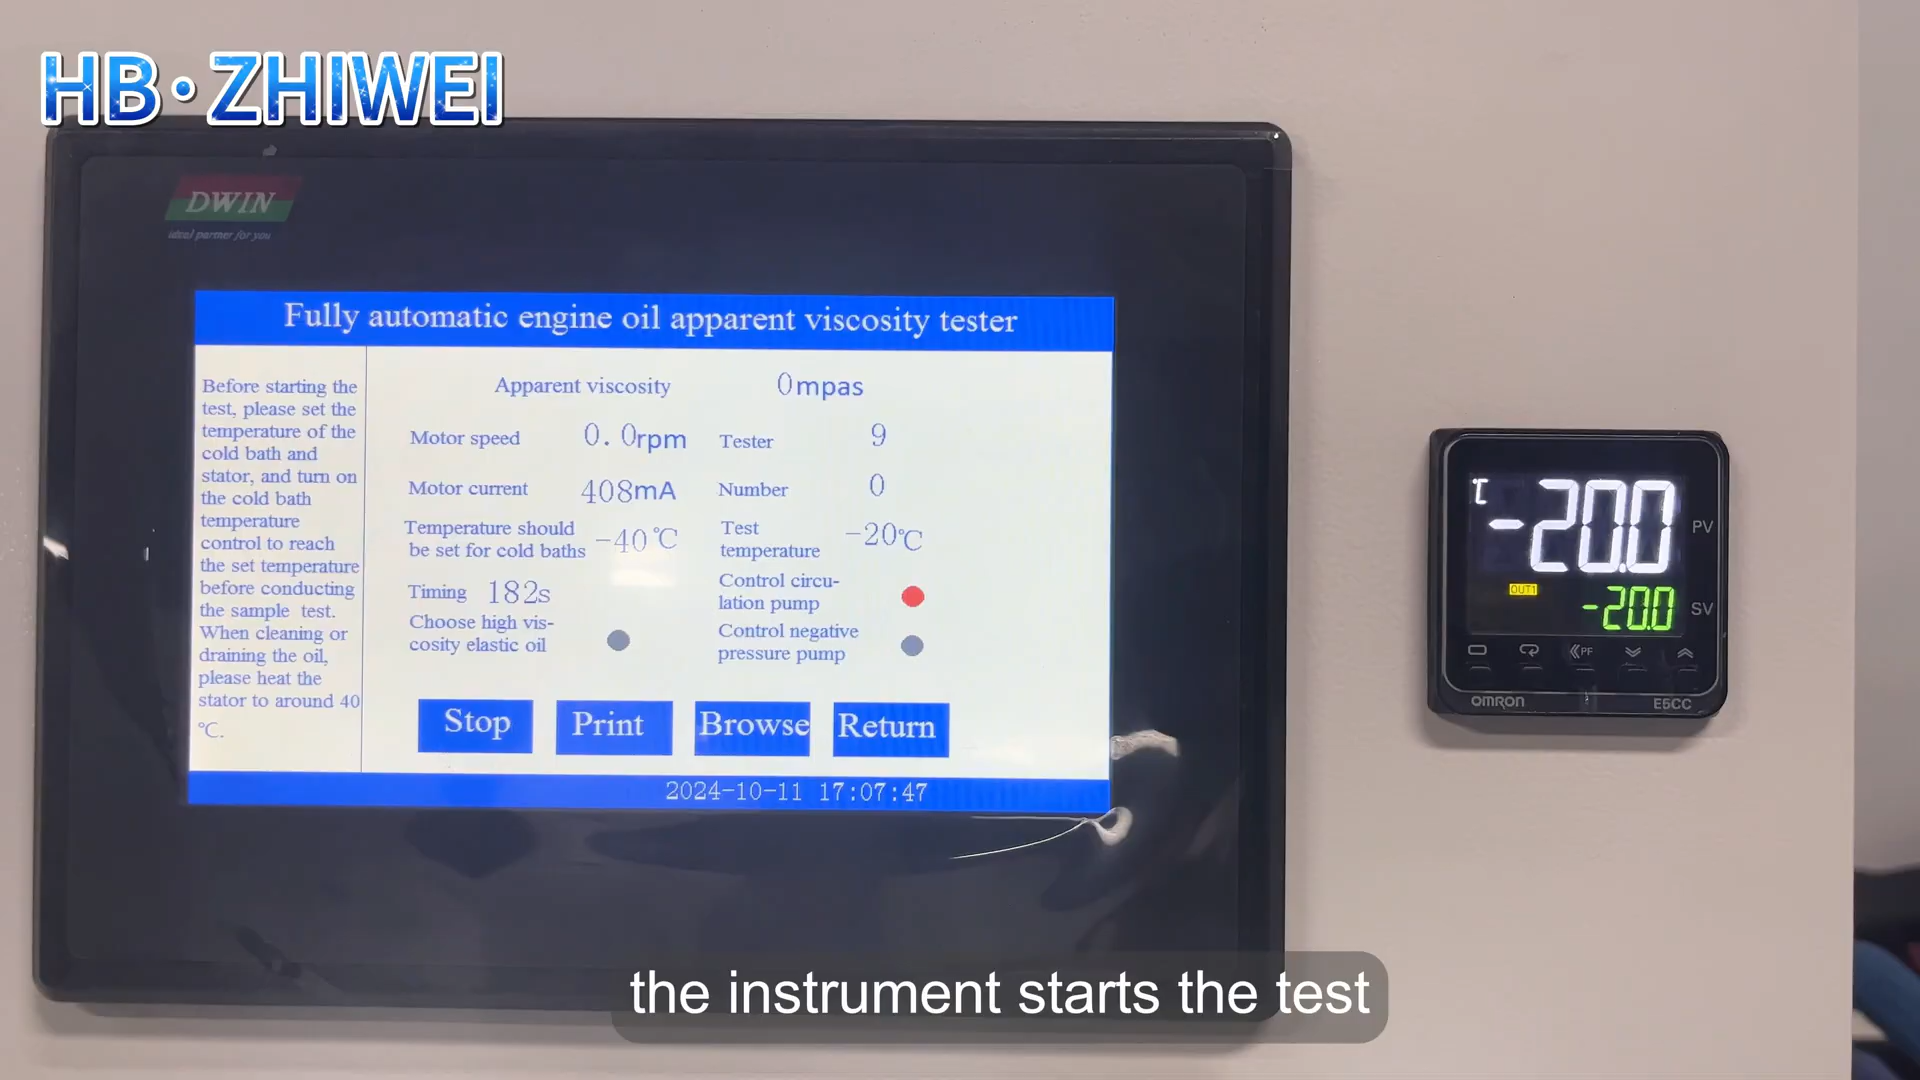 HB·ZHIWEI
DWIN
ideal partner for you
Fully automatic engine oil apparent viscosity tester
Before starting the
test, please set the
temperature of the
cold bath and
stator, and turn on
the cold bath
temperature
control to reach
the set temperature
before conducting
the sample test.
When cleaning or
draining the oil,
please heat the
stator to around 40
℃.
Apparent viscosity 0mpas
Motor speed 0.0rpm Tester 9
Motor current 408mA Number 0
Temperature should
be set for cold baths -40℃
Test
temperature -20℃
Timing 182s
Control circu-
lation pump
Choose high vis-
cosity elastic oil
Control negative
pressure pump
Stop Print Browse Return
2024-10-11 17:07:47
℃ -20.0 PV
OUT1 -20.0 SV
PF
OMRON E5CC
the instrument starts the test